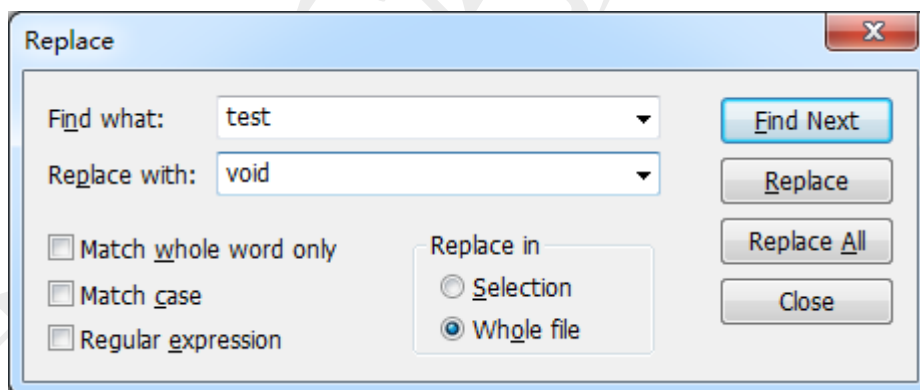 Replace
Find what: test
Replace with: void
Match whole word only
Match case
Regular expression
Replace in
Selection
Whole file
Find Next
Replace
Replace All
Close